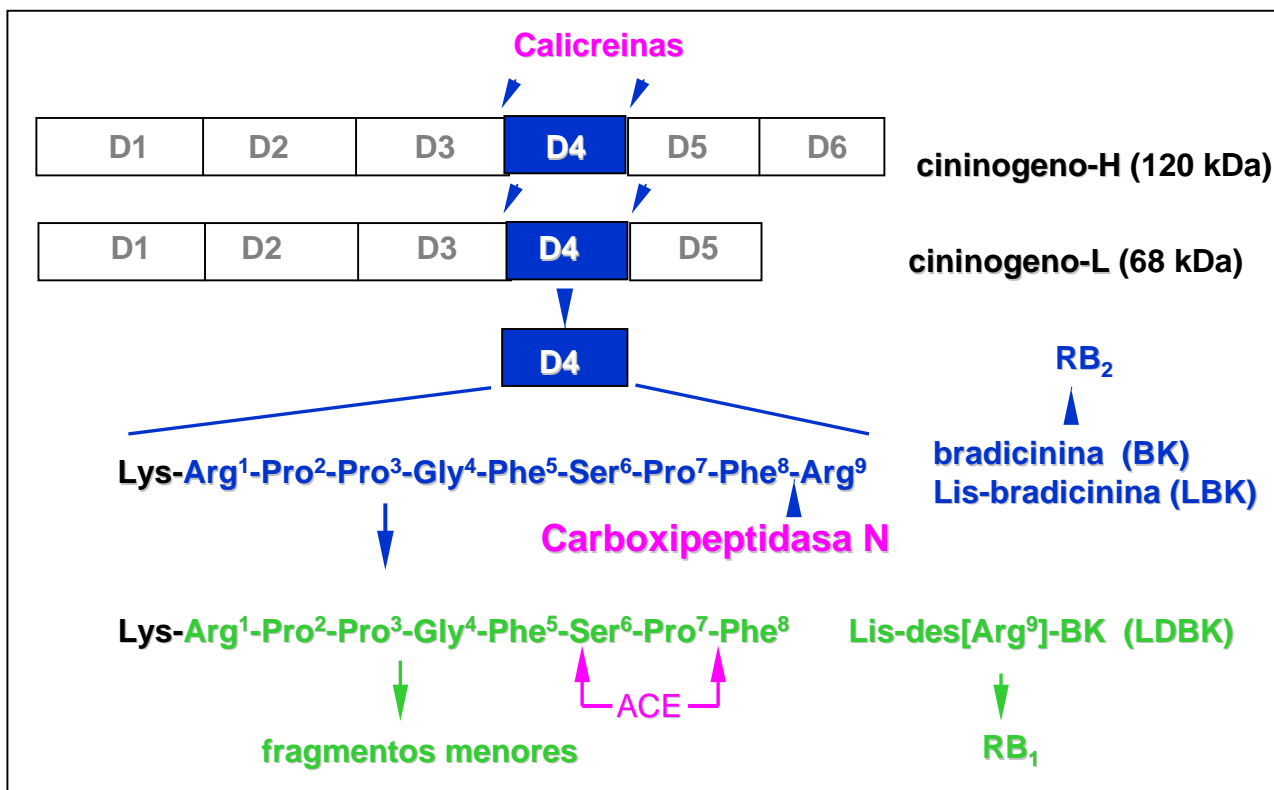 Calicreinas
D1 D2 D3 D4 D5 D6
cininogeno-H (120 kDa)
D1 D2 D3 D4 D5
cininogeno-L (68 kDa)
D4
RB₂
Lys-Arg¹-Pro²-Pro³-Gly⁴-Phe⁵-Ser⁶-Pro⁷-Phe⁸-Arg⁹
bradicinina (BK)
Lis-bradicinina (LBK)
Carboxipeptidasa N
Lys-Arg¹-Pro²-Pro³-Gly⁴-Phe⁵-Ser⁶-Pro⁷-Phe⁸
Lis-des[Arg⁹]-BK (LDBK)
ACE
fragmentos menores
RB₁